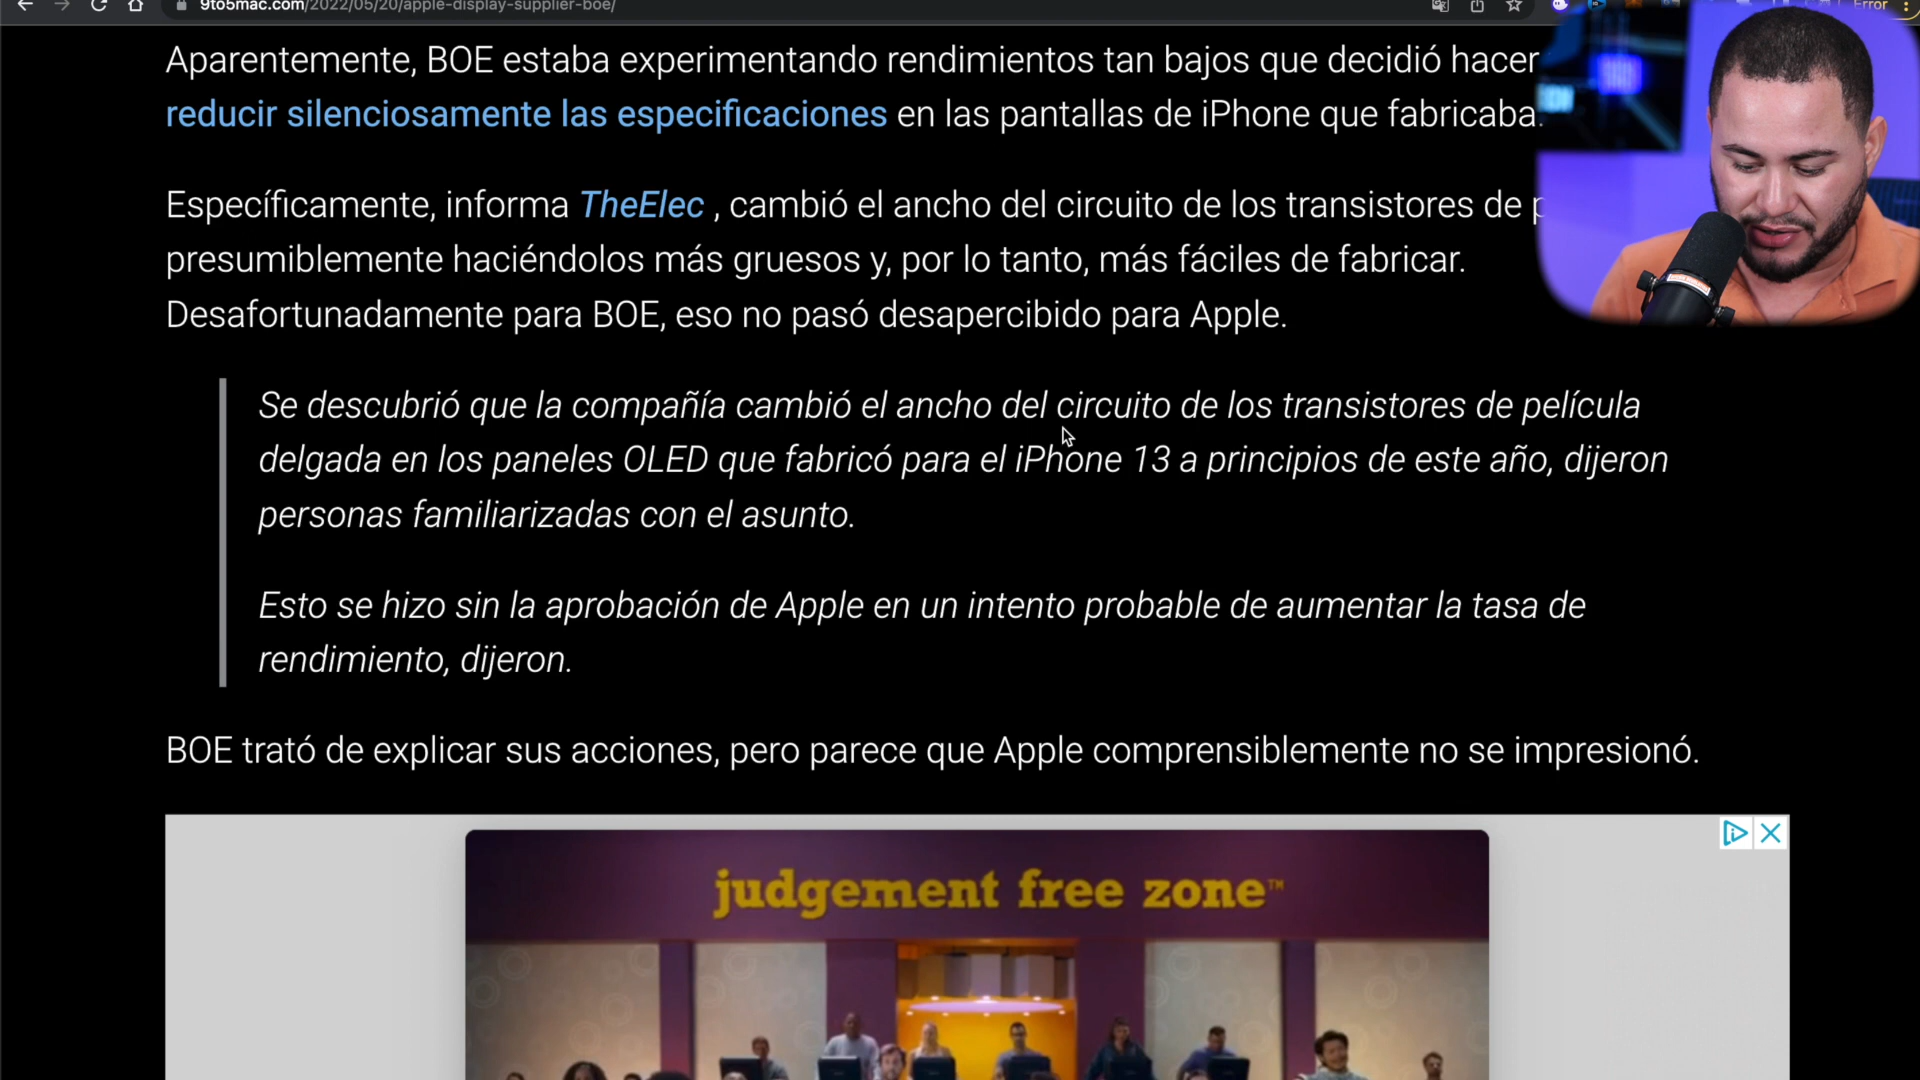 9to5mac.com/2022/05/20/apple-display-supplier-boe/
Error
Aparentemente, BOE estaba experimentando rendimientos tan bajos que decidió hacer
reducir silenciosamente las especificaciones en las pantallas de iPhone que fabricaba.
Específicamente, informa TheElec , cambió el ancho del circuito de los transistores de
presumiblemente haciéndolos más gruesos y, por lo tanto, más fáciles de fabricar.
Desafortunadamente para BOE, eso no pasó desapercibido para Apple.
Se descubrió que la compañía cambió el ancho del circuito de los transistores de película
delgada en los paneles OLED que fabricó para el iPhone 13 a principios de este año, dijeron
personas familiarizadas con el asunto.
Esto se hizo sin la aprobación de Apple en un intento probable de aumentar la tasa de
rendimiento, dijeron.
BOE trató de explicar sus acciones, pero parece que Apple comprensiblemente no se impresionó.
judgement free zone™